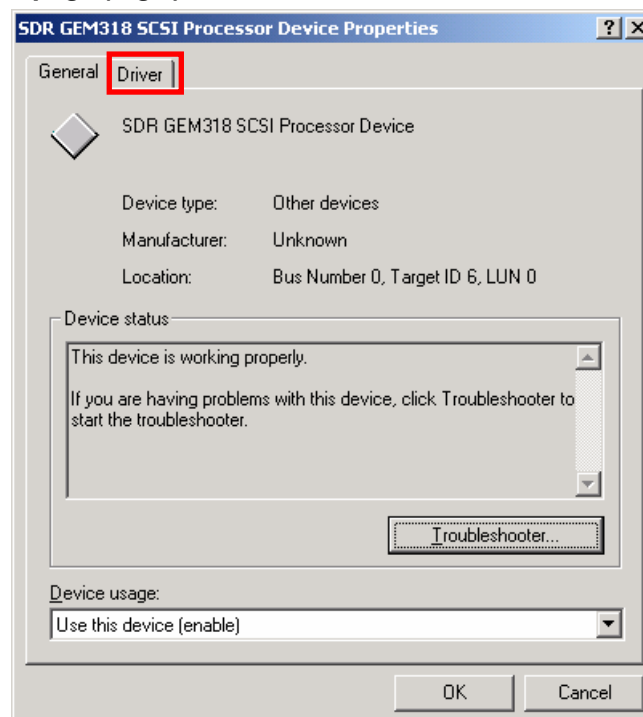 SDR GEM318 SCSI Processor Device Properties
General Driver
SDR GEM318 SCSI Processor Device
Device type: Other devices
Manufacturer: Unknown
Location: Bus Number 0, Target ID 6, LUN 0
Device status
This device is working properly.
If you are having problems with this device, click Troubleshooter to
start the troubleshooter.
Troubleshooter...
Device usage:
Use this device (enable)
OK Cancel